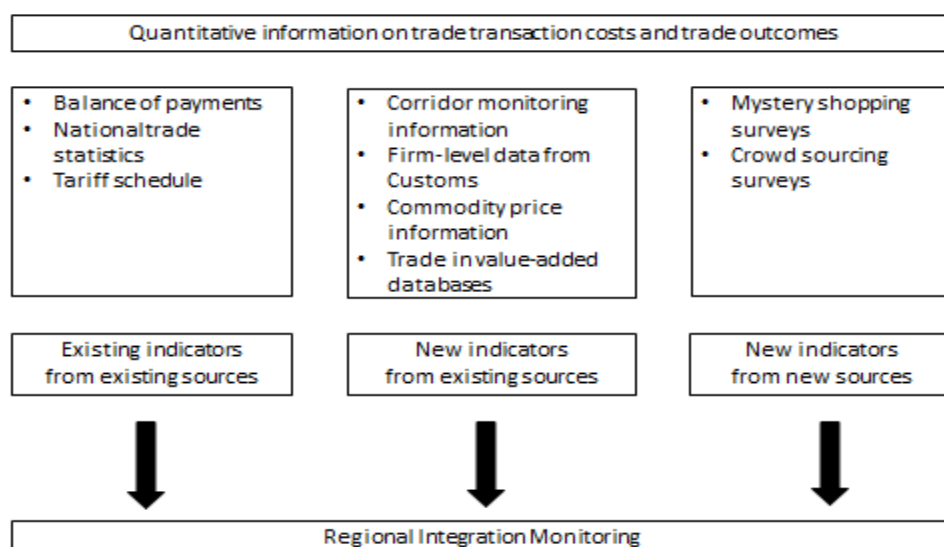 Quantitative information on trade transaction costs and trade outcomes
• Balance of payments
• National trade
statistics
• Tariff schedule
• Corridor monitoring
information
• Firm-level data from
Customs
• Commodity price
information
• Trade in value-added
databases
• Mystery shopping
surveys
• Crowd sourcing
surveys
Existing indicators
from existing sources
New indicators
from existing sources
New indicators
from new sources
Regional Integration Monitoring